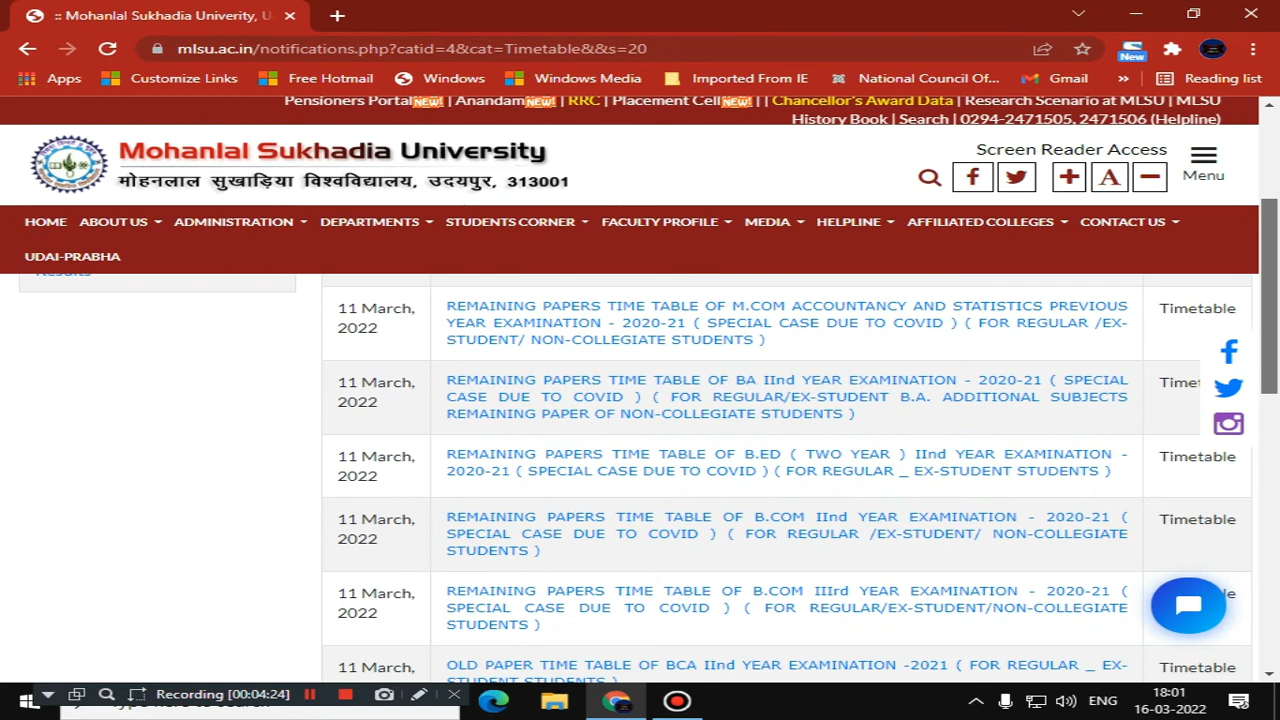 :: Mohanlal Sukhadia Univerity, U
mlsu.ac.in/notifications.php?catid=4&cat=Timetable&&s=20
New
Apps Customize Links Free Hotmail Windows Windows Media Imported From IE National Council Of... Gmail » Reading list
Pensioners Portal NEW! | Anandam NEW! | RRC | Placement Cell NEW! | | Chancellor's Award Data | Research Scenario at MLSU | MLSU
History Book | Search | 0294-2471505, 2471506 (Helpline)
Mohanlal Sukhadia University
मोहनलाल सुखाड़िया विश्वविद्यालय, उदयपुर, 313001
Screen Reader Access
A
Menu
HOME ABOUT US ADMINISTRATION DEPARTMENTS STUDENTS CORNER FACULTY PROFILE MEDIA HELPLINE AFFILIATED COLLEGES CONTACT US
UDAI-PRABHA
Results
11 March, 2022
REMAINING PAPERS TIME TABLE OF M.COM ACCOUNTANCY AND STATISTICS PREVIOUS
YEAR EXAMINATION - 2020-21 ( SPECIAL CASE DUE TO COVID ) ( FOR REGULAR /EX-
STUDENT/ NON-COLLEGIATE STUDENTS )
Timetable
11 March, 2022
REMAINING PAPERS TIME TABLE OF BA IInd YEAR EXAMINATION - 2020-21 ( SPECIAL
CASE DUE TO COVID ) ( FOR REGULAR/EX-STUDENT B.A. ADDITIONAL SUBJECTS
REMAINING PAPER OF NON-COLLEGIATE STUDENTS )
11 March, 2022
REMAINING PAPERS TIME TABLE OF B.ED ( TWO YEAR ) IInd YEAR EXAMINATION -
2020-21 ( SPECIAL CASE DUE TO COVID ) ( FOR REGULAR _ EX-STUDENT STUDENTS )
Timetable
11 March, 2022
REMAINING PAPERS TIME TABLE OF B.COM IInd YEAR EXAMINATION - 2020-21 (
SPECIAL CASE DUE TO COVID ) ( FOR REGULAR /EX-STUDENT/ NON-COLLEGIATE
STUDENTS )
Timetable
11 March, 2022
REMAINING PAPERS TIME TABLE OF B.COM IIIrd YEAR EXAMINATION - 2020-21 (
SPECIAL CASE DUE TO COVID ) ( FOR REGULAR/EX-STUDENT/NON-COLLEGIATE
STUDENTS )
11 March,
OLD PAPER TIME TABLE OF BCA IInd YEAR EXAMINATION -2021 ( FOR REGULAR _ EX-
STUDENT STUDENTS )
Timetable
Recording [00:04:24]
Type here to search
ENG
18:01
16-03-2022